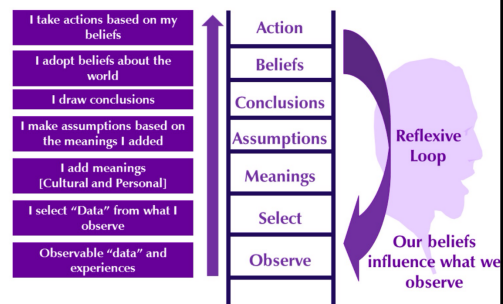 I take actions based on my
beliefs
I adopt beliefs about the
world
I draw conclusions
I make assumptions based on
the meanings I added
I add meanings
[Cultural and Personal]
I select “Data” from what I
observe
Observable “data” and
experiences
Action
Beliefs
Conclusions
Assumptions
Meanings
Select
Observe
Reflexive
Loop
Our beliefs
influence what we
observe